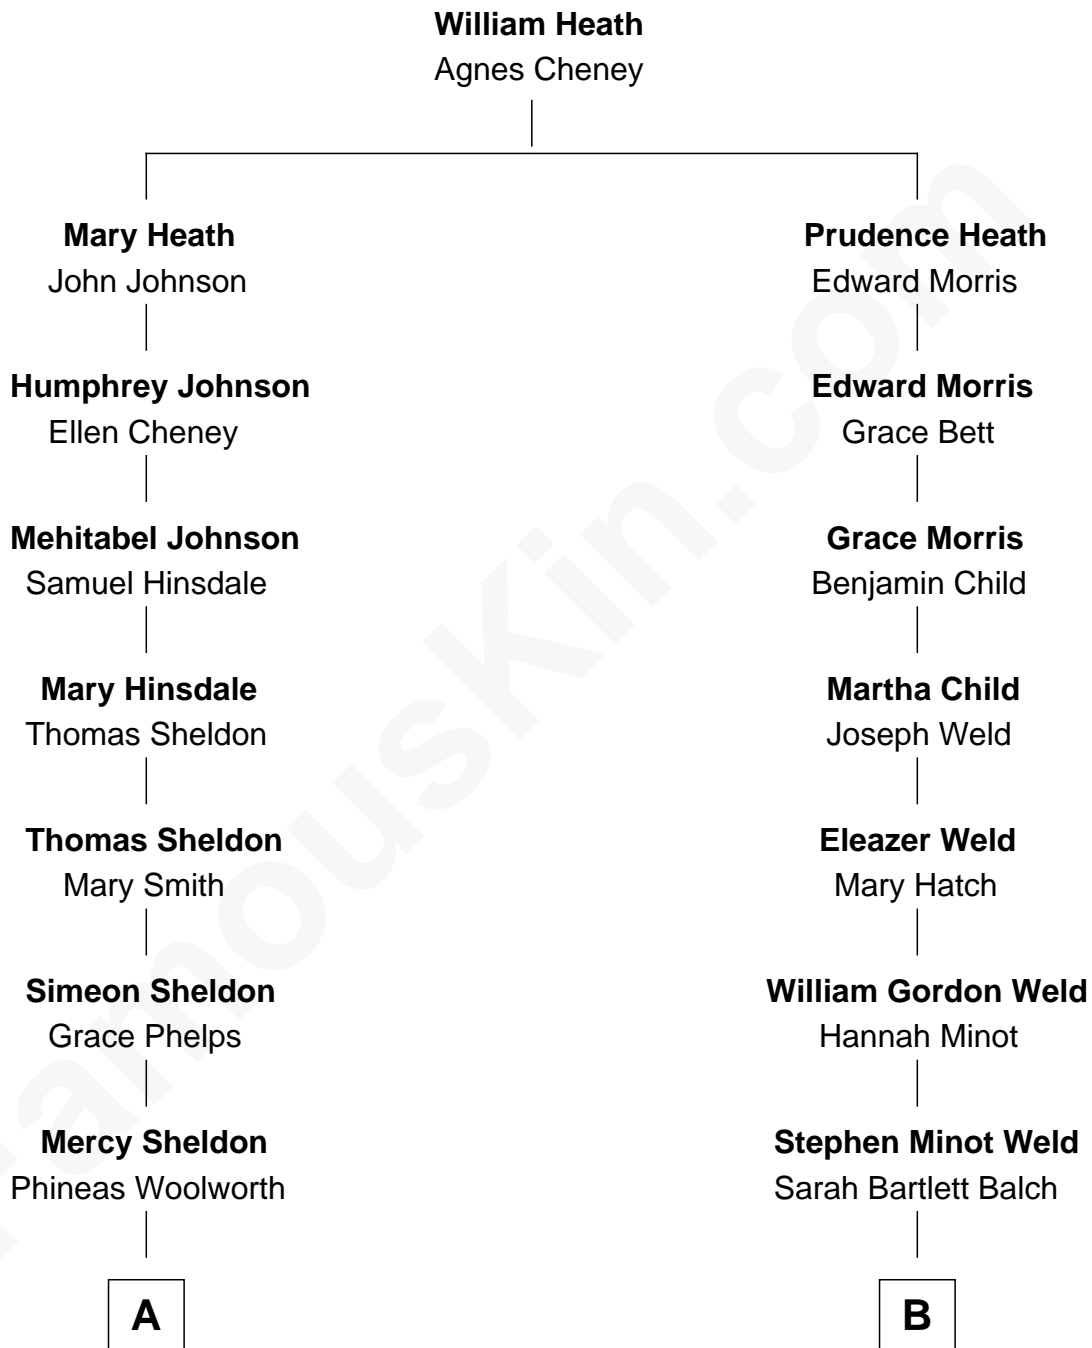 William Heath
Agnes Cheney
Mary Heath
John Johnson
Prudence Heath
Edward Morris
Humphrey Johnson
Ellen Cheney
Edward Morris
Grace Bett
Mehitabel Johnson
Samuel Hinsdale
Grace Morris
Benjamin Child
Mary Hinsdale
Thomas Sheldon
Martha Child
Joseph Weld
Thomas Sheldon
Mary Smith
Eleazer Weld
Mary Hatch
Simeon Sheldon
Grace Phelps
William Gordon Weld
Hannah Minot
Mercy Sheldon
Phineas Woolworth
Stephen Minot Weld
Sarah Bartlett Balch
A
B
FamousKin.com